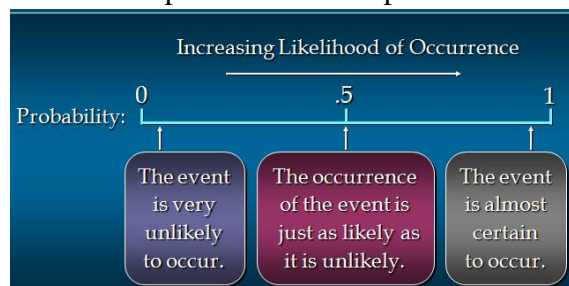 Increasing Likelihood of Occurrence
0 .5 1
Probability:
The event
is very
unlikely
to occur.
The occurrence
of the event is
just as likely as
it is unlikely.
The event
is almost
certain
to occur.